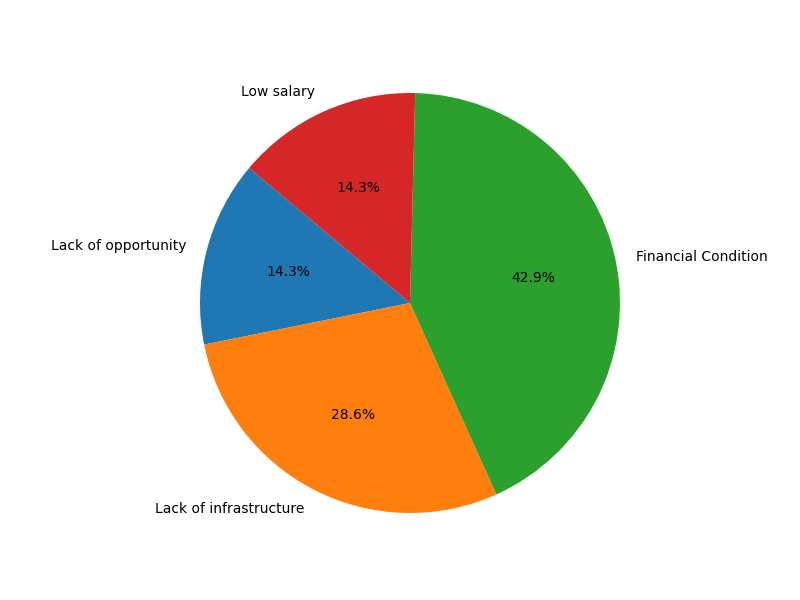 Low salary
14.3%
Lack of opportunity
14.3%
Financial Condition
42.9%
28.6%
Lack of infrastructure